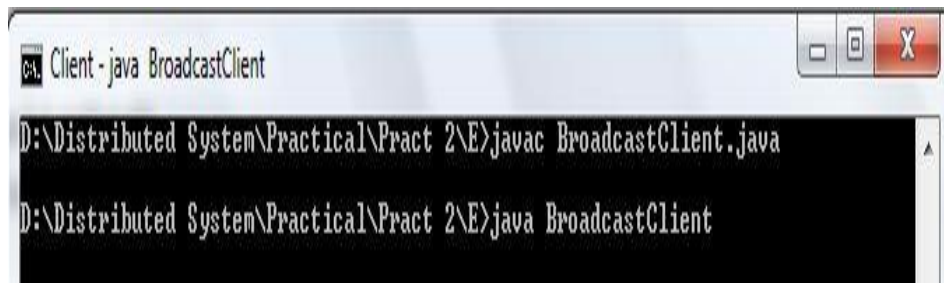 Client - java BroadcastClient
D:\Distributed System\Practical\Pract 2\E>javac BroadcastClient.java
D:\Distributed System\Practical\Pract 2\E>java BroadcastClient